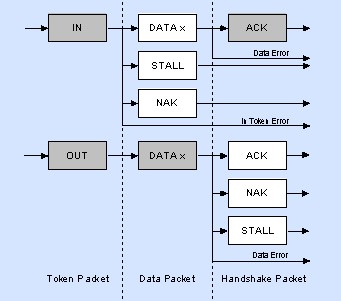 IN DATA x ACK
Data Error
STALL
NAK
In Token Error
OUT DATA x ACK
NAK
STALL
Data Error
Token Packet Data Packet Handshake Packet